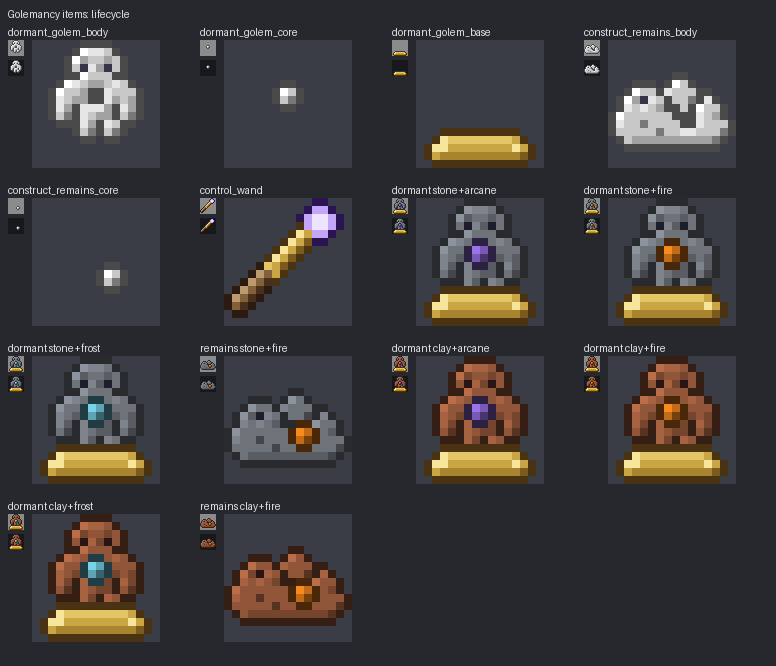 Golemancy items: lifecycle
dormant_golem_body
dormant_golem_core
dormant_golem_base
construct_remains_body
construct_remains_core
control_wand
dormant stone+arcane
dormant stone+fire
dormant stone+frost
remains stone+fire
dormant clay+arcane
dormant clay+fire
dormant clay+frost
remains clay+fire